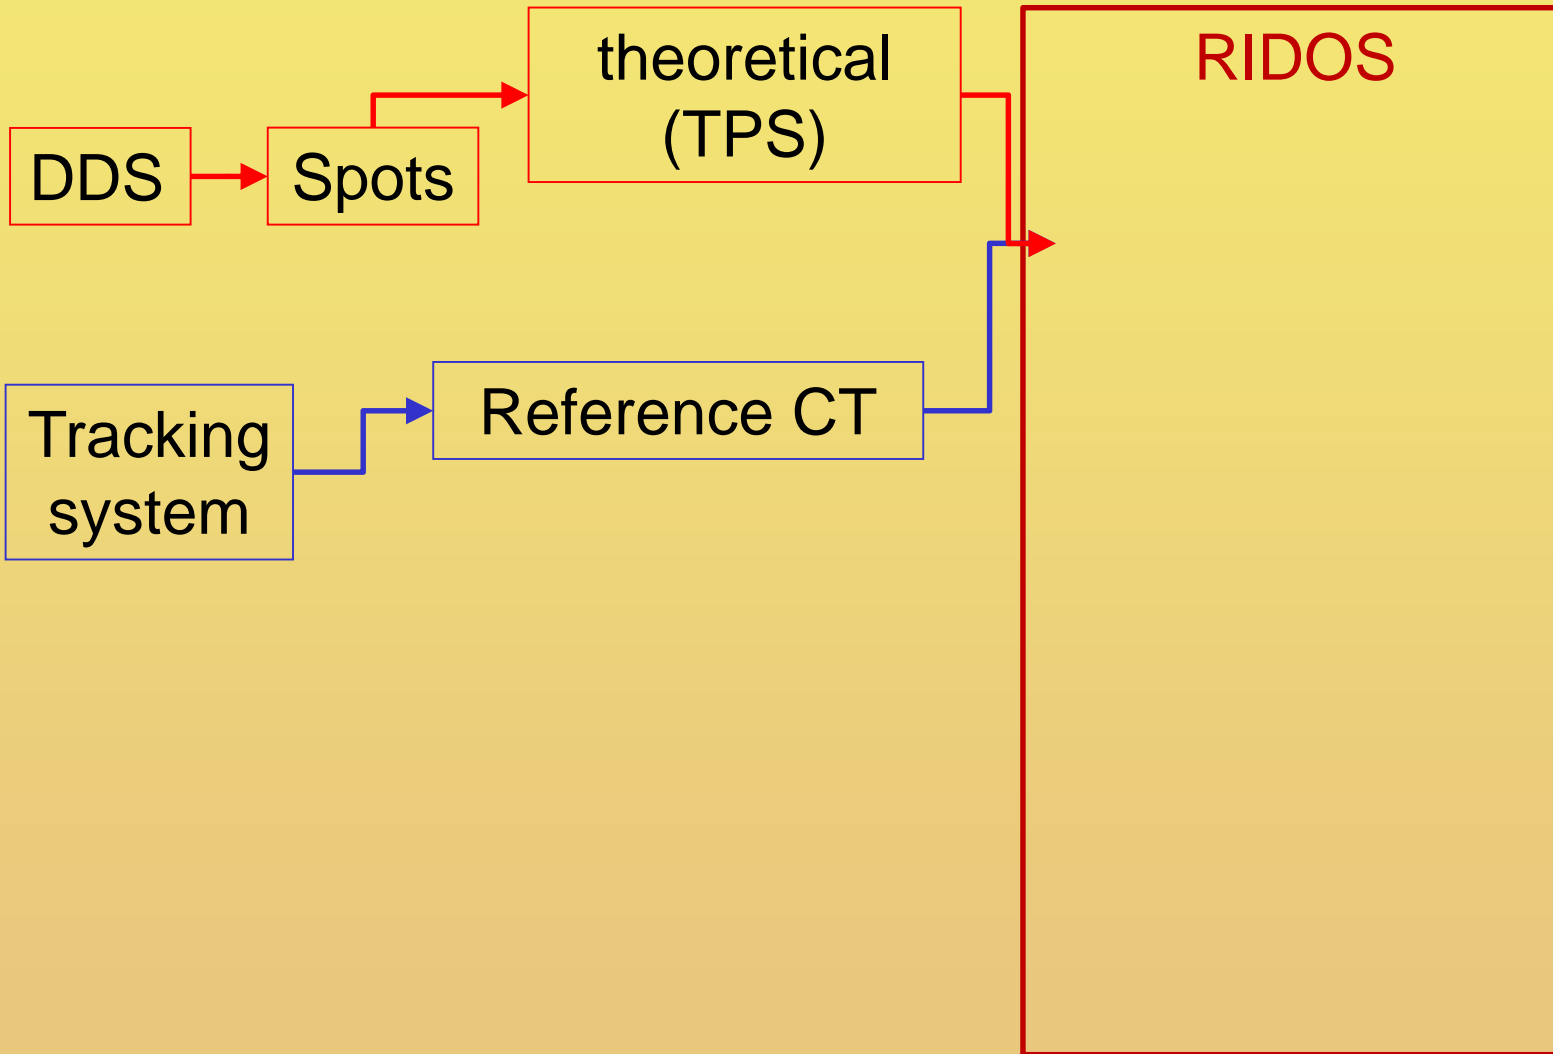 theoretical
(TPS)
RIDOS
DDS
Spots
Reference CT
Tracking
system